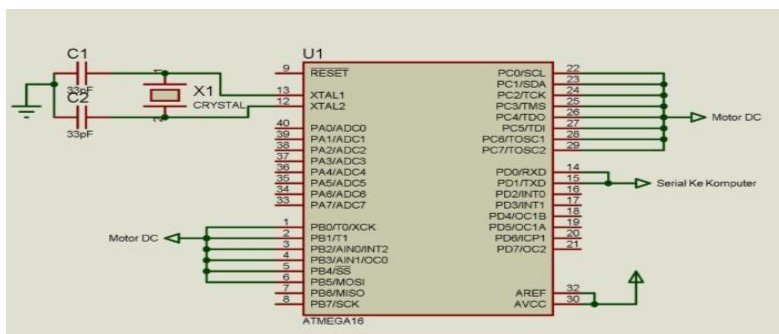 C1
33pF
C2
33pF
X1
CRYSTAL
1
2
U1
9 RESET
13 XTAL1
12 XTAL2
40 PA0/ADC0
39 PA1/ADC1
38 PA2/ADC2
37 PA3/ADC3
36 PA4/ADC4
35 PA5/ADC5
34 PA6/ADC6
33 PA7/ADC7
1 PB0/T0/XCK
2 PB1/T1
3 PB2/AIN0/INT2
4 PB3/AIN1/OC0
5 PB4/SS
6 PB5/MOSI
7 PB6/MISO
8 PB7/SCK
Motor DC
PC0/SCL 22
PC1/SDA 23
PC2/TCK 24
PC3/TMS 25
PC4/TDO 26
PC5/TDI 27
PC6/TOSC1 28
PC7/TOSC2 29
Motor DC
PD0/RXD 14
PD1/TXD 15
PD2/INT0 16
PD3/INT1 17
PD4/OC1B 18
PD5/OC1A 19
PD6/ICP1 20
PD7/OC2 21
Serial Ke Komputer
AREF 32
AVCC 30
ATMEGA16